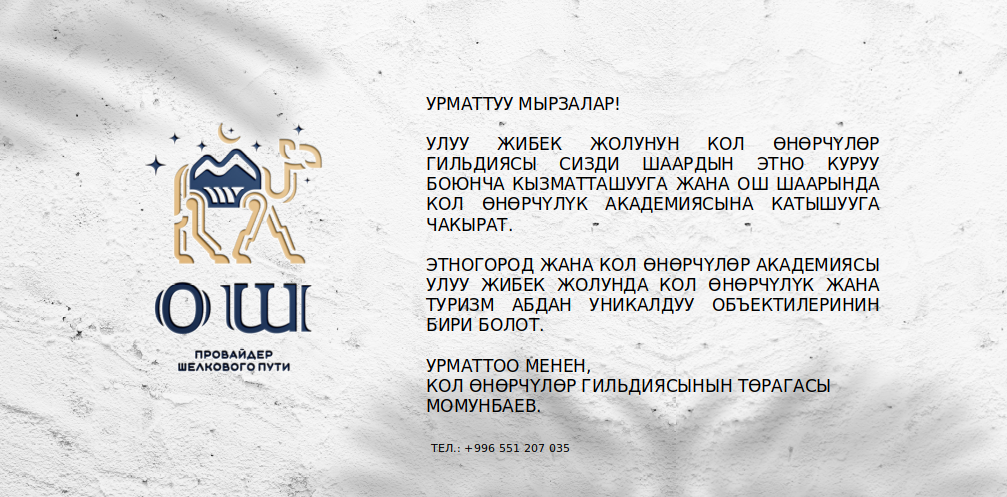 УРМАТТУУ МЫРЗАЛАР!
УЛУУ ЖИБЕК ЖОЛУНУН КОЛ ӨНӨРЧҮЛӨР
ГИЛЬДИЯСЫ СИЗДИ ШААРДЫН ЭТНО КУРУУ
БОЮНЧА КЫЗМАТТАШУУГА ЖАНА ОШ ШААРЫНДА
КОЛ ӨНӨРЧҮЛҮК АКАДЕМИЯСЫНА КАТЫШУУГА
ЧАКЫРАТ.
ЭТНОГОРОД ЖАНА КОЛ ӨНӨРЧҮЛӨР АКАДЕМИЯСЫ
УЛУУ ЖИБЕК ЖОЛУНДА КОЛ ӨНӨРЧҮЛҮК ЖАНА
ТУРИЗМ АБДАН УНИКАЛДУУ ОБЪЕКТИЛЕРИНИН
БИРИ БОЛОТ.
УРМАТТОО МЕНЕН,
КОЛ ӨНӨРЧҮЛӨР ГИЛЬДИЯСЫНЫН ТӨРАГАСЫ
МОМУНБАЕВ.
ТЕЛ.: +996 551 207 035
ОШ
ПРОВАЙДЕР
ШЕЛКОВОГО ПУТИ